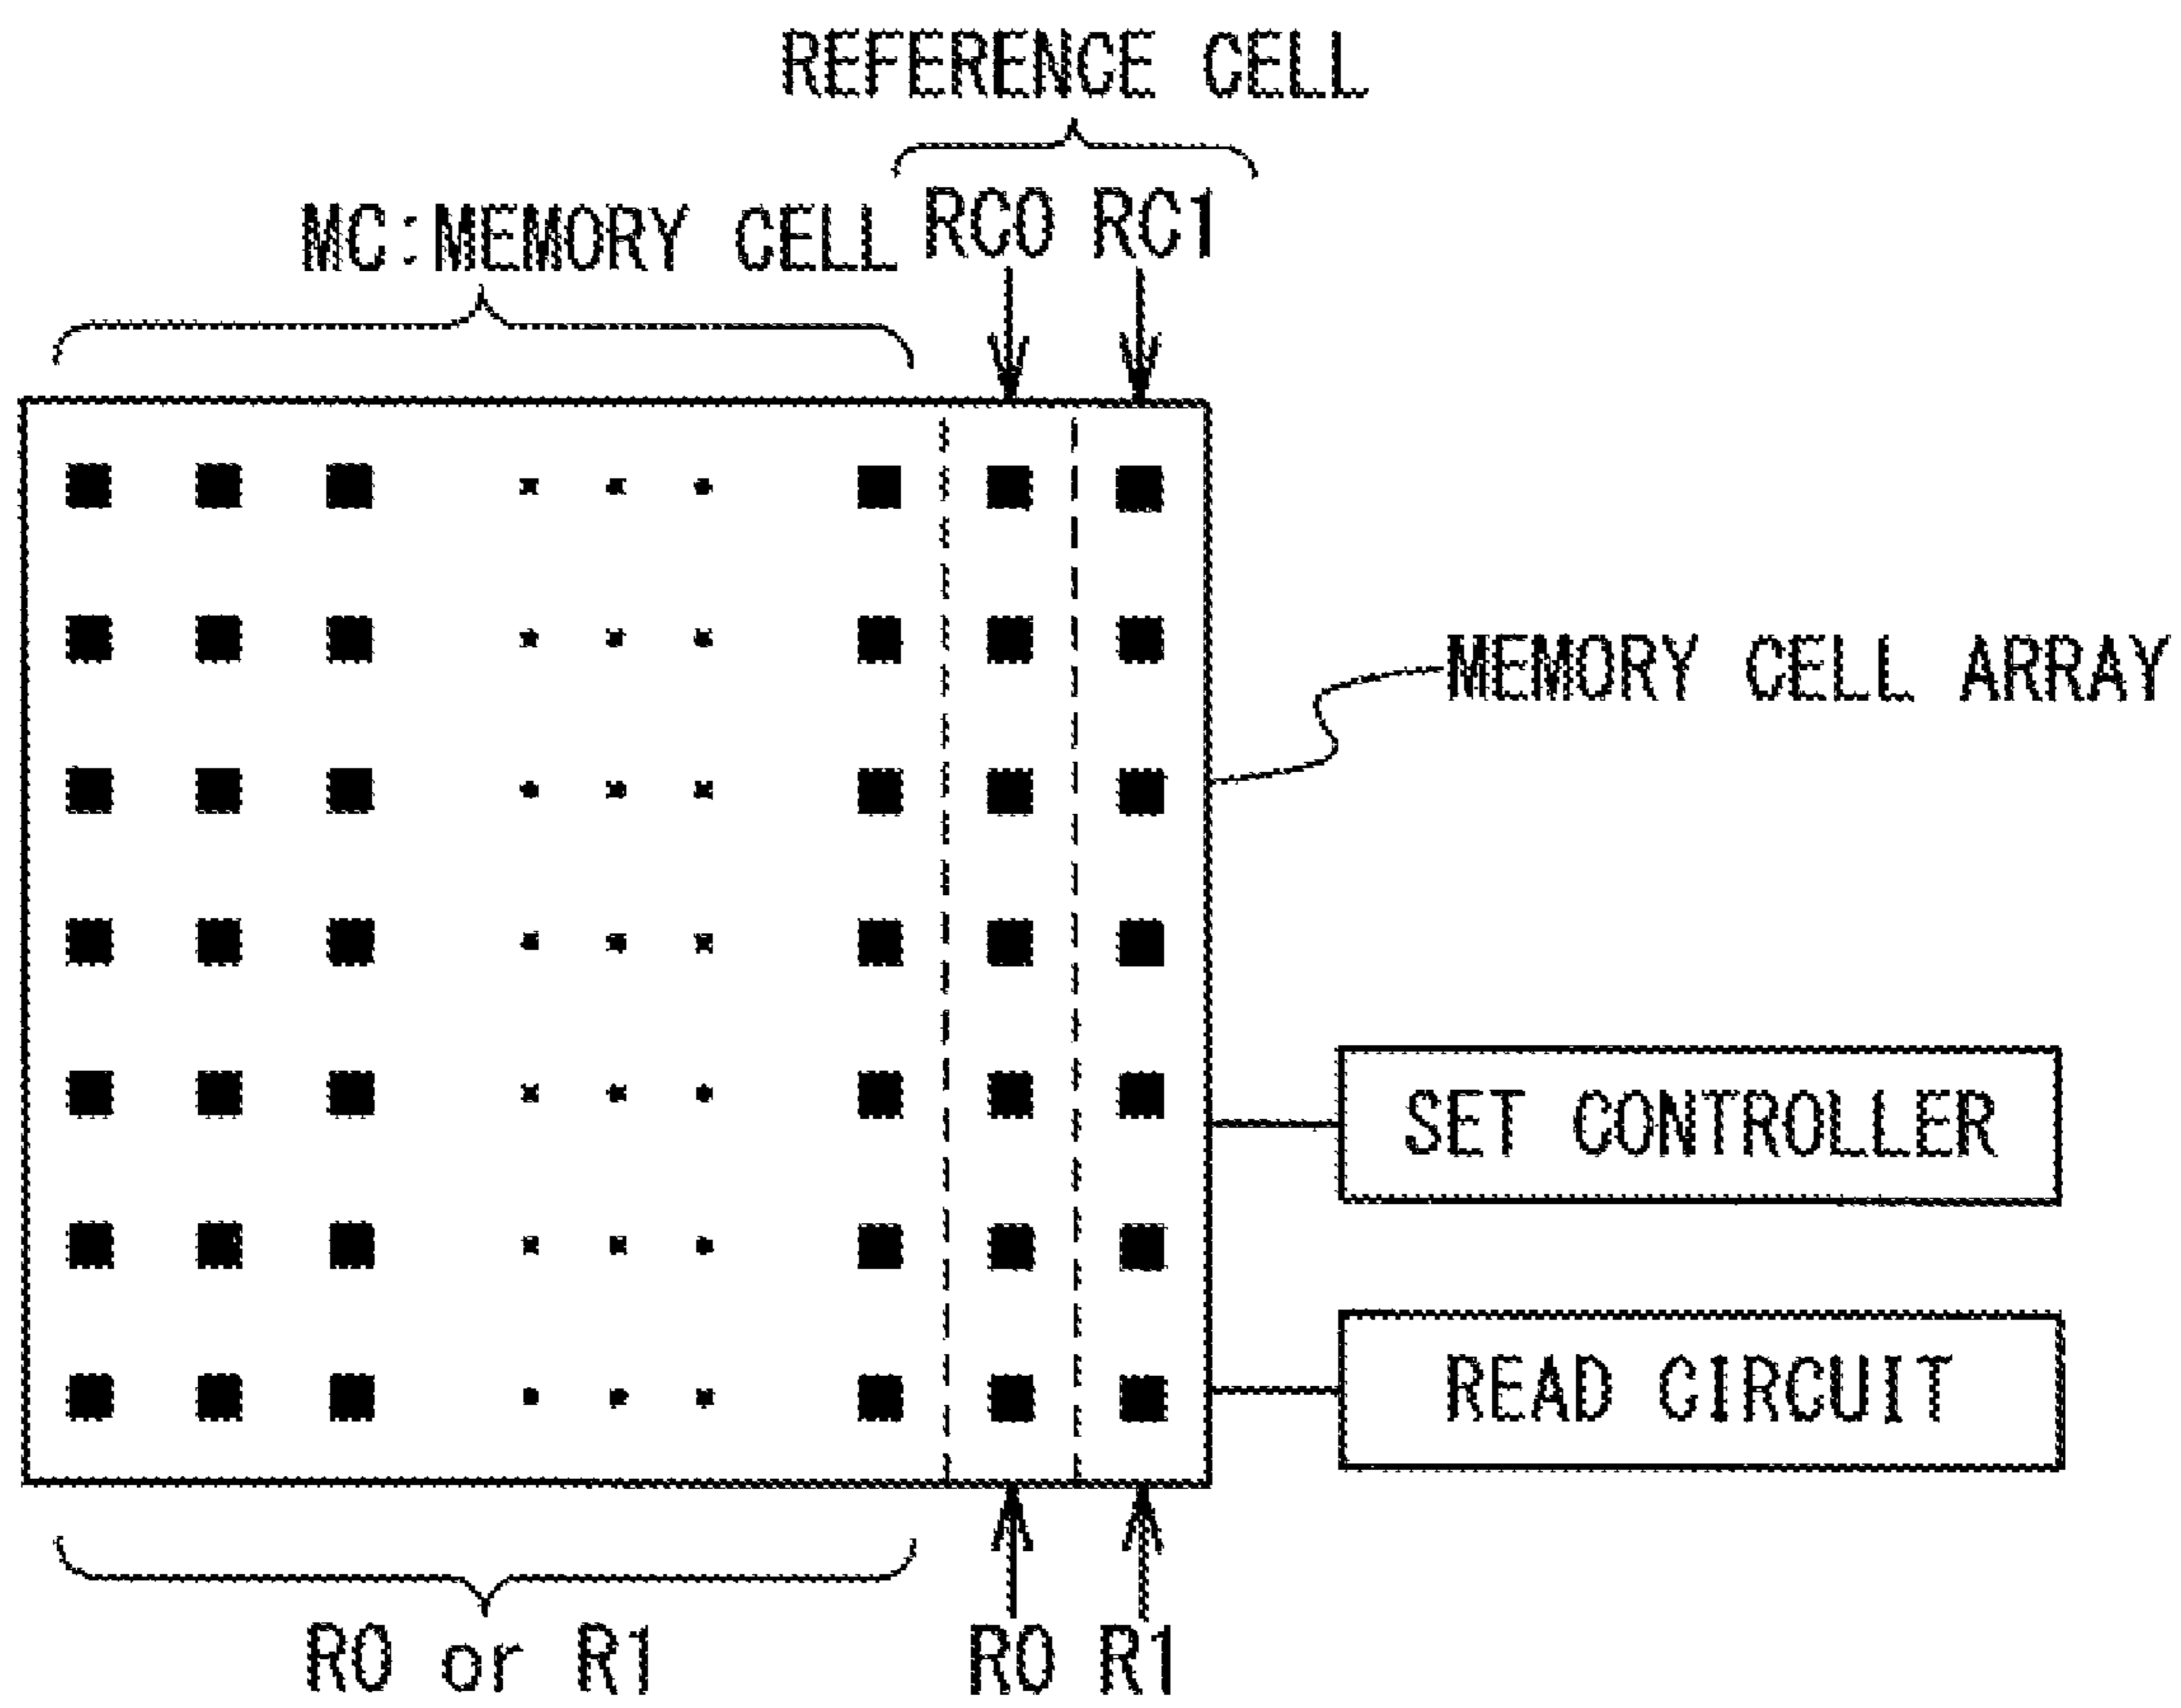 REFERENCE CELL
MC:MEMORY CELL
RC0 RC1
MEMORY CELL ARRAY
SET CONTROLLER
READ CIRCUIT
R0 or R1
R0 R1